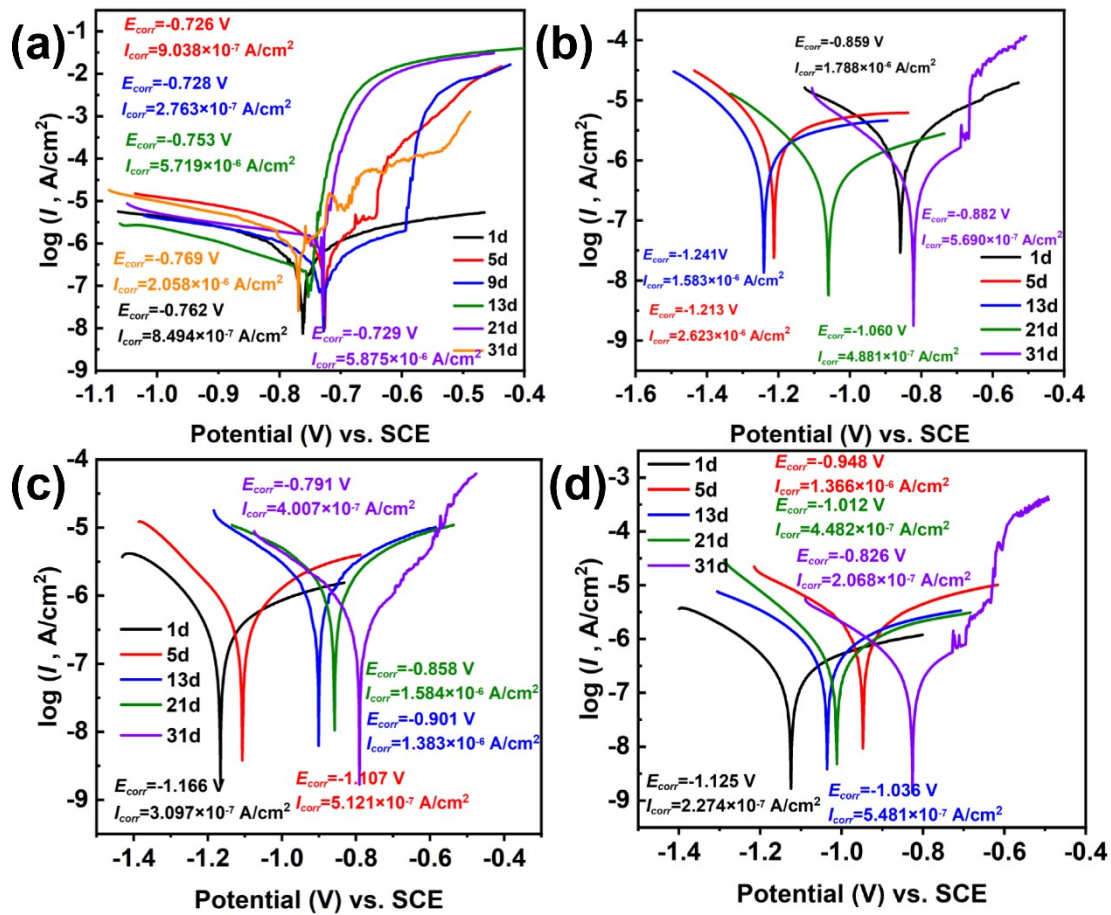 (a)
E_corr=-0.726 V
I_corr=9.038×10⁻⁷ A/cm²
E_corr=-0.728 V
I_corr=2.763×10⁻⁷ A/cm²
E_corr=-0.753 V
I_corr=5.719×10⁻⁶ A/cm²
E_corr=-0.769 V
I_corr=2.058×10⁻⁶ A/cm²
E_corr=-0.762 V
I_corr=8.494×10⁻⁷ A/cm²
E_corr=-0.729 V
I_corr=5.875×10⁻⁶ A/cm²
1d
5d
9d
13d
21d
31d
log (I , A/cm²)
-1
-2
-3
-4
-5
-6
-7
-8
-9
-1.1 -1.0 -0.9 -0.8 -0.7 -0.6 -0.5 -0.4
Potential (V) vs. SCE
(b)
E_corr=-0.859 V
I_corr=1.788×10⁻⁶ A/cm²
E_corr=-0.882 V
I_corr=5.690×10⁻⁷ A/cm²
E_corr=-1.241V
I_corr=1.583×10⁻⁶ A/cm²
E_corr=-1.213 V
I_corr=2.623×10⁻⁶ A/cm²
E_corr=-1.060 V
I_corr=4.881×10⁻⁷ A/cm²
1d
5d
13d
21d
31d
log (I , A/cm²)
-4
-5
-6
-7
-8
-9
-1.6 -1.4 -1.2 -1.0 -0.8 -0.6 -0.4
Potential (V) vs. SCE
(c)
E_corr=-0.791 V
I_corr=4.007×10⁻⁷ A/cm²
1d
5d
13d
21d
31d
E_corr=-0.858 V
I_corr=1.584×10⁻⁶ A/cm²
E_corr=-0.901 V
I_corr=1.383×10⁻⁶ A/cm²
E_corr=-1.107 V
I_corr=5.121×10⁻⁷ A/cm²
E_corr=-1.166 V
I_corr=3.097×10⁻⁷ A/cm²
log (I , A/cm²)
-4
-5
-6
-7
-8
-9
-1.4 -1.2 -1.0 -0.8 -0.6 -0.4
Potential (V) vs. SCE
(d)
1d
5d
13d
21d
31d
E_corr=-0.948 V
I_corr=1.366×10⁻⁶ A/cm²
E_corr=-1.012 V
I_corr=4.482×10⁻⁷ A/cm²
E_corr=-0.826 V
I_corr=2.068×10⁻⁷ A/cm²
E_corr=-1.125 V
I_corr=2.274×10⁻⁷ A/cm²
E_corr=-1.036 V
I_corr=5.481×10⁻⁷ A/cm²
log (I , A/cm²)
-3
-4
-5
-6
-7
-8
-9
-1.4 -1.2 -1.0 -0.8 -0.6 -0.4
Potential (V) vs. SCE